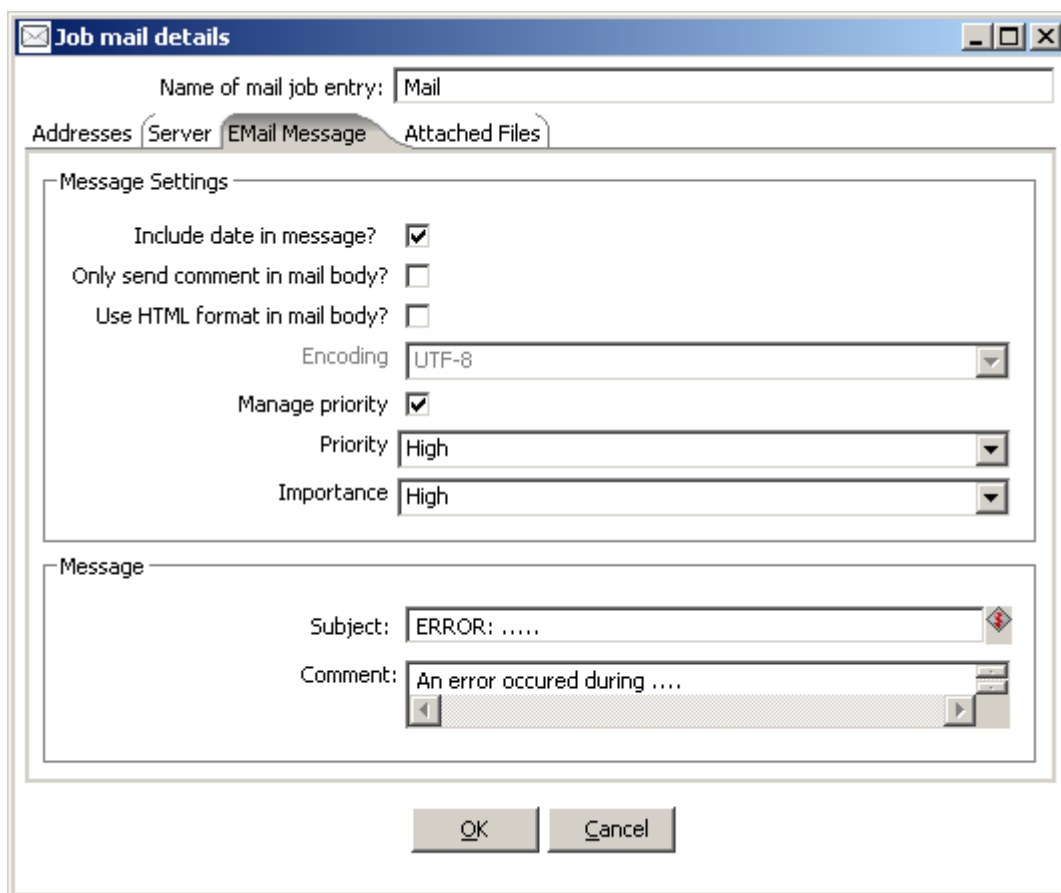 Job mail details
Name of mail job entry: Mail
Addresses Server EMail Message Attached Files
Message Settings
Include date in message?
Only send comment in mail body?
Use HTML format in mail body?
Encoding UTF-8
Manage priority
Priority High
Importance High
Message
Subject: ERROR: .....
Comment: An error occured during ....
OK Cancel